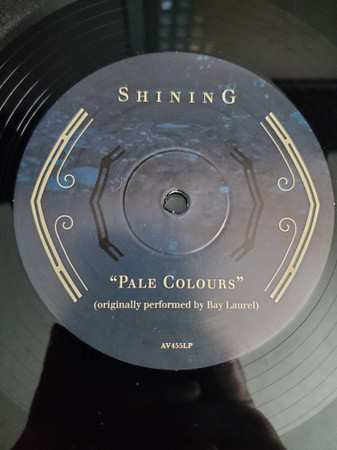 SHINING
“PALE COLOURS”
(originally performed by Bay Laurel)
AV455LP